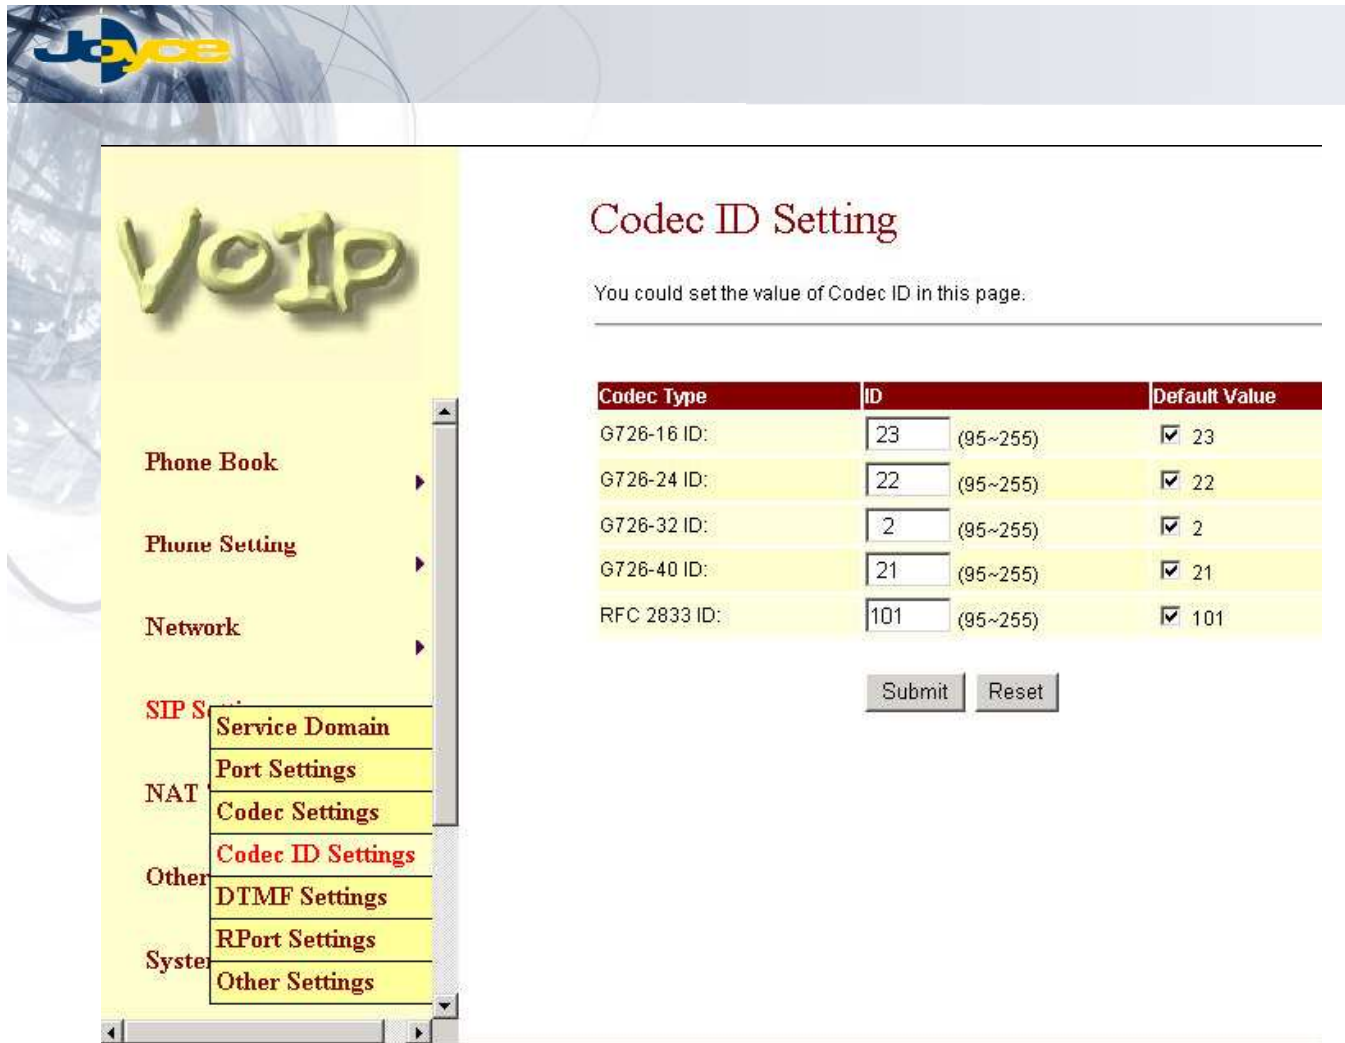 Joyce
VoIP
Codec ID Setting
You could set the value of Codec ID in this page.
Codec Type ID Default Value
G726-16 ID: 23 (95~255) 23
G726-24 ID: 22 (95~255) 22
G726-32 ID: 2 (95~255) 2
G726-40 ID: 21 (95~255) 21
RFC 2833 ID: 101 (95~255) 101
Submit Reset
Phone Book
Phone Setting
Network
SIP
Service Domain
Port Settings
NAT
Codec Settings
Codec ID Settings
Other
DTMF Settings
RPort Settings
Other Settings